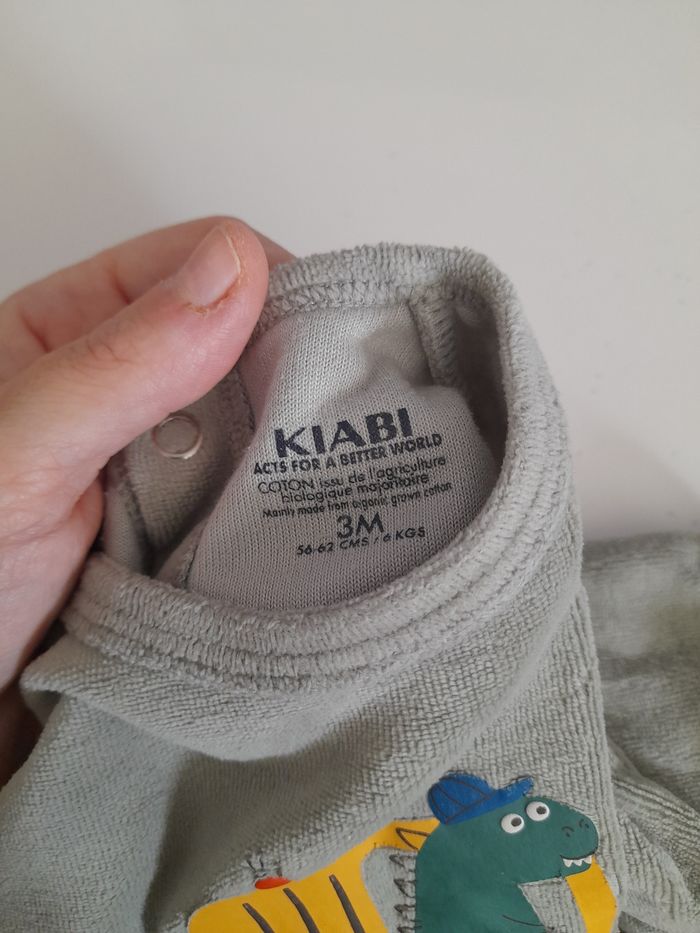 KIABI
ACTS FOR A BETTER WORLD
COTON issu de l'agriculture
biologique majoritaire
Mainly made from organic grown cotton
3M
56-62 CMS / 6 KGS